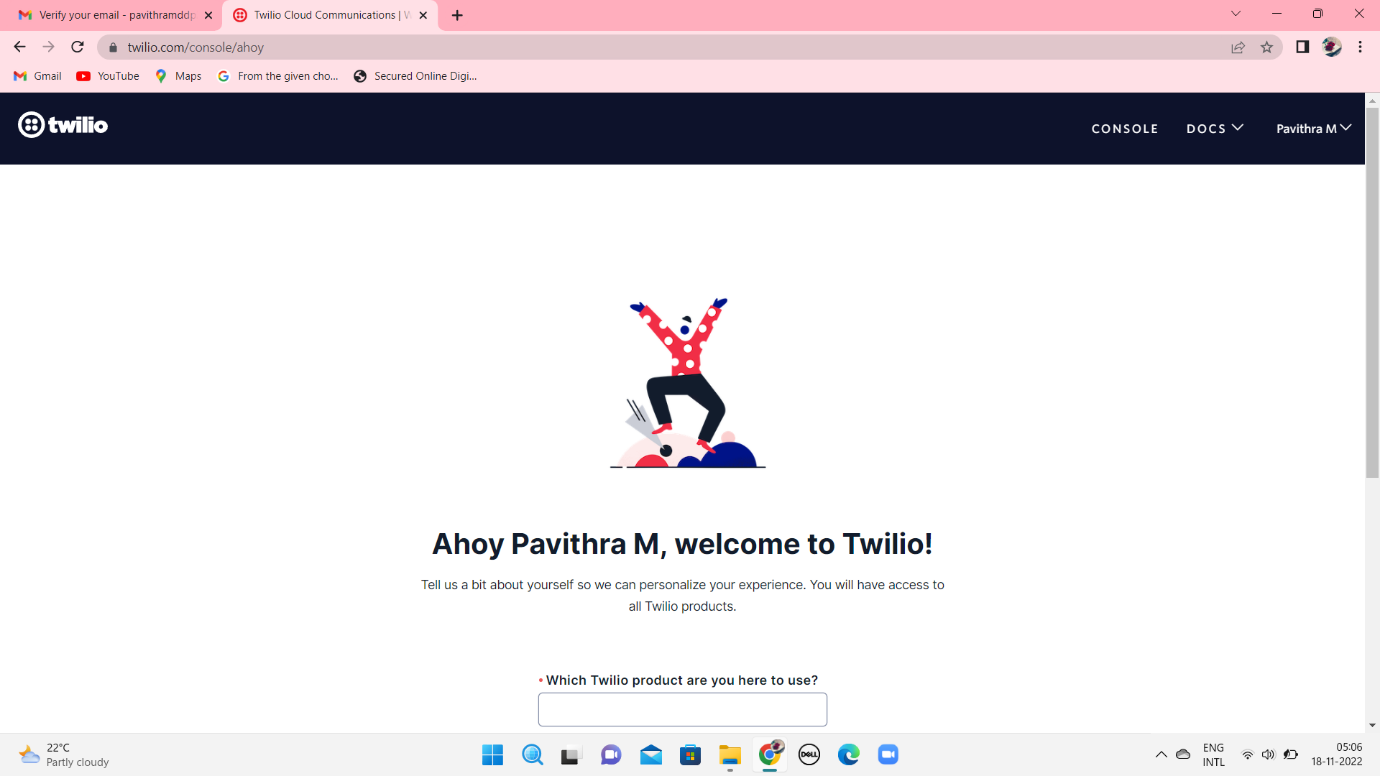 Verify your email - pavithramddp
Twilio Cloud Communications | W
twilio.com/console/ahoy
Gmail
YouTube
Maps
From the given cho...
Secured Online Digi...
twilio
CONSOLE
DOCS
Pavithra M
Ahoy Pavithra M, welcome to Twilio!
Tell us a bit about yourself so we can personalize your experience. You will have access to
all Twilio products.
• Which Twilio product are you here to use?
22°C
Partly cloudy
DELL
ENG
INTL
05:06
18-11-2022